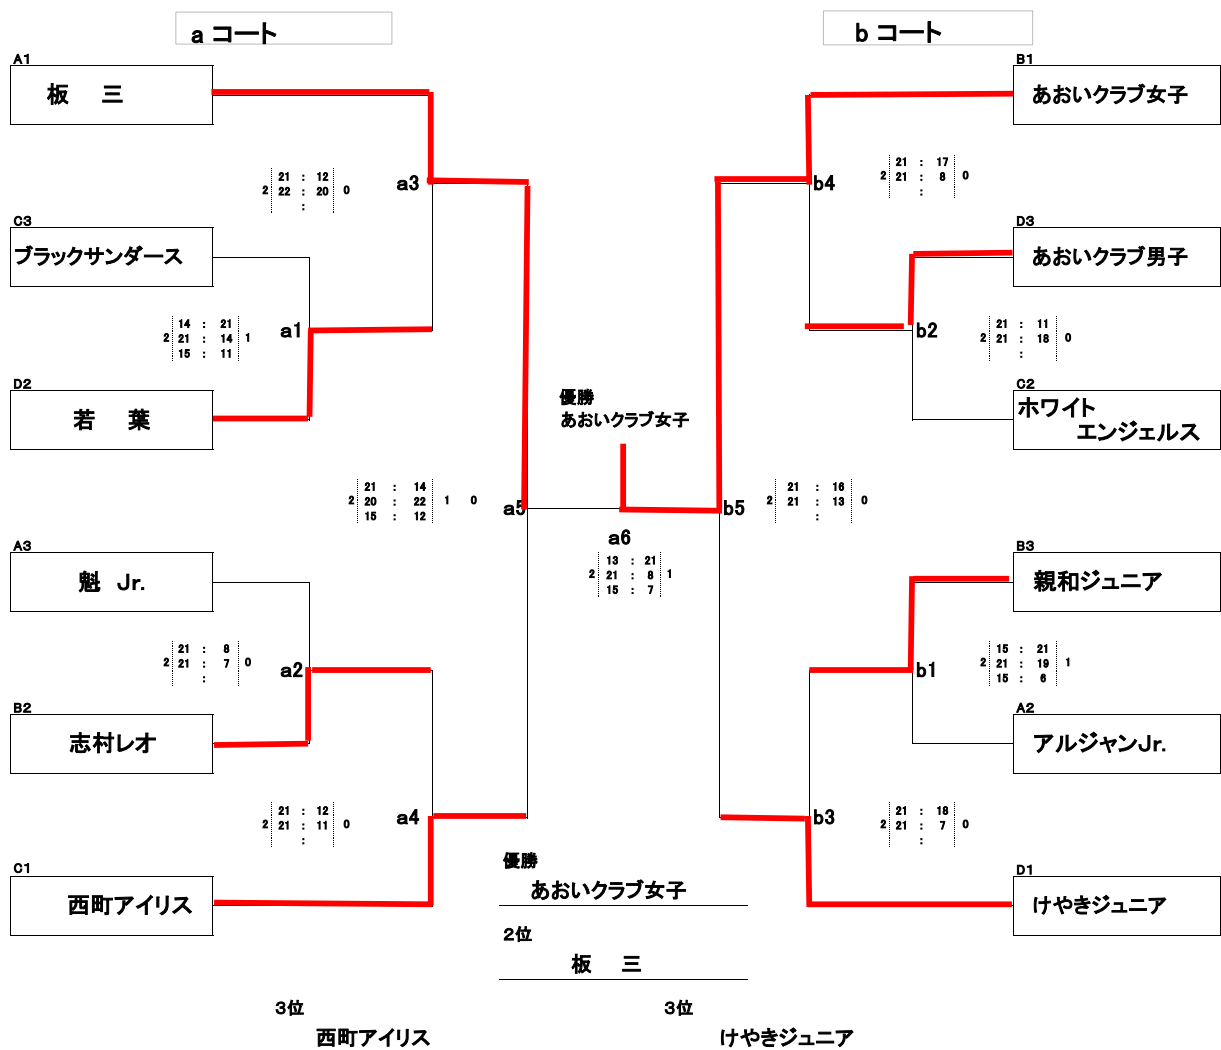 a コート
b コート
A1
板 三
B1
あおいクラブ女子
21 : 12
2 22 : 20 0
:
a3
b4
21 : 17
2 21 : 8 0
:
C3
ブラックサンダース
D3
あおいクラブ男子
14 : 21
2 21 : 14 1
15 : 11
a1
b2
21 : 11
2 21 : 18 0
:
D2
若 葉
C2
ホワイト
エンジェルス
優勝
あおいクラブ女子
21 : 14
2 20 : 22 1 0
15 : 12
a5
b5
21 : 16
2 21 : 13 0
:
a6
13 : 21
2 21 : 8 1
15 : 7
A3
魁 Jr.
B3
親和ジュニア
21 : 8
2 21 : 7 0
:
a2
b1
15 : 21
2 21 : 19 1
15 : 6
B2
志村レオ
A2
アルジャンJr.
21 : 12
2 21 : 11 0
:
a4
b3
21 : 18
2 21 : 7 0
:
C1
西町アイリス
D1
けやきジュニア
優勝
あおいクラブ女子
2位
板 三
3位
西町アイリス
3位
けやきジュニア